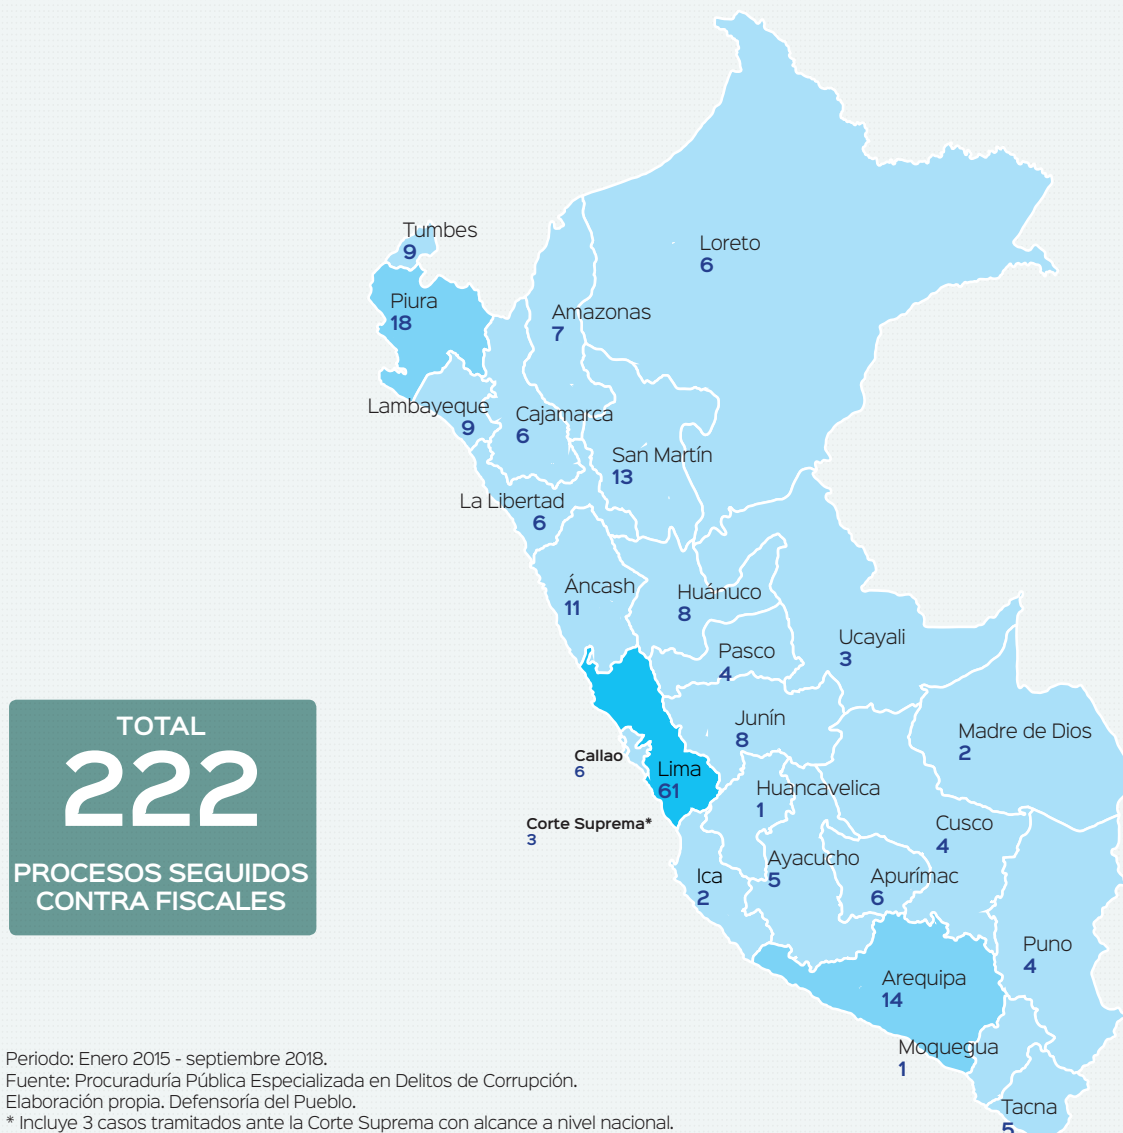 Tumbes
9
Loreto
6
Piura
18
Amazonas
7
Lambayeque
9
Cajamarca
6
San Martín
13
La Libertad
6
Áncash
11
Huánuco
8
Ucayali
3
Pasco
4
Junín
8
Madre de Dios
2
Callao
6
Lima
61
Huancavelica
1
Corte Suprema*
3
Cusco
4
Ayacucho
5
Apurímac
6
Ica
2
Puno
4
Arequipa
14
Moquegua
1
Tacna
5
TOTAL
222
PROCESOS SEGUIDOS
CONTRA FISCALES
Periodo: Enero 2015 - septiembre 2018.
Fuente: Procuraduría Pública Especializada en Delitos de Corrupción.
Elaboración propia. Defensoría del Pueblo.
* Incluye 3 casos tramitados ante la Corte Suprema con alcance a nivel nacional.